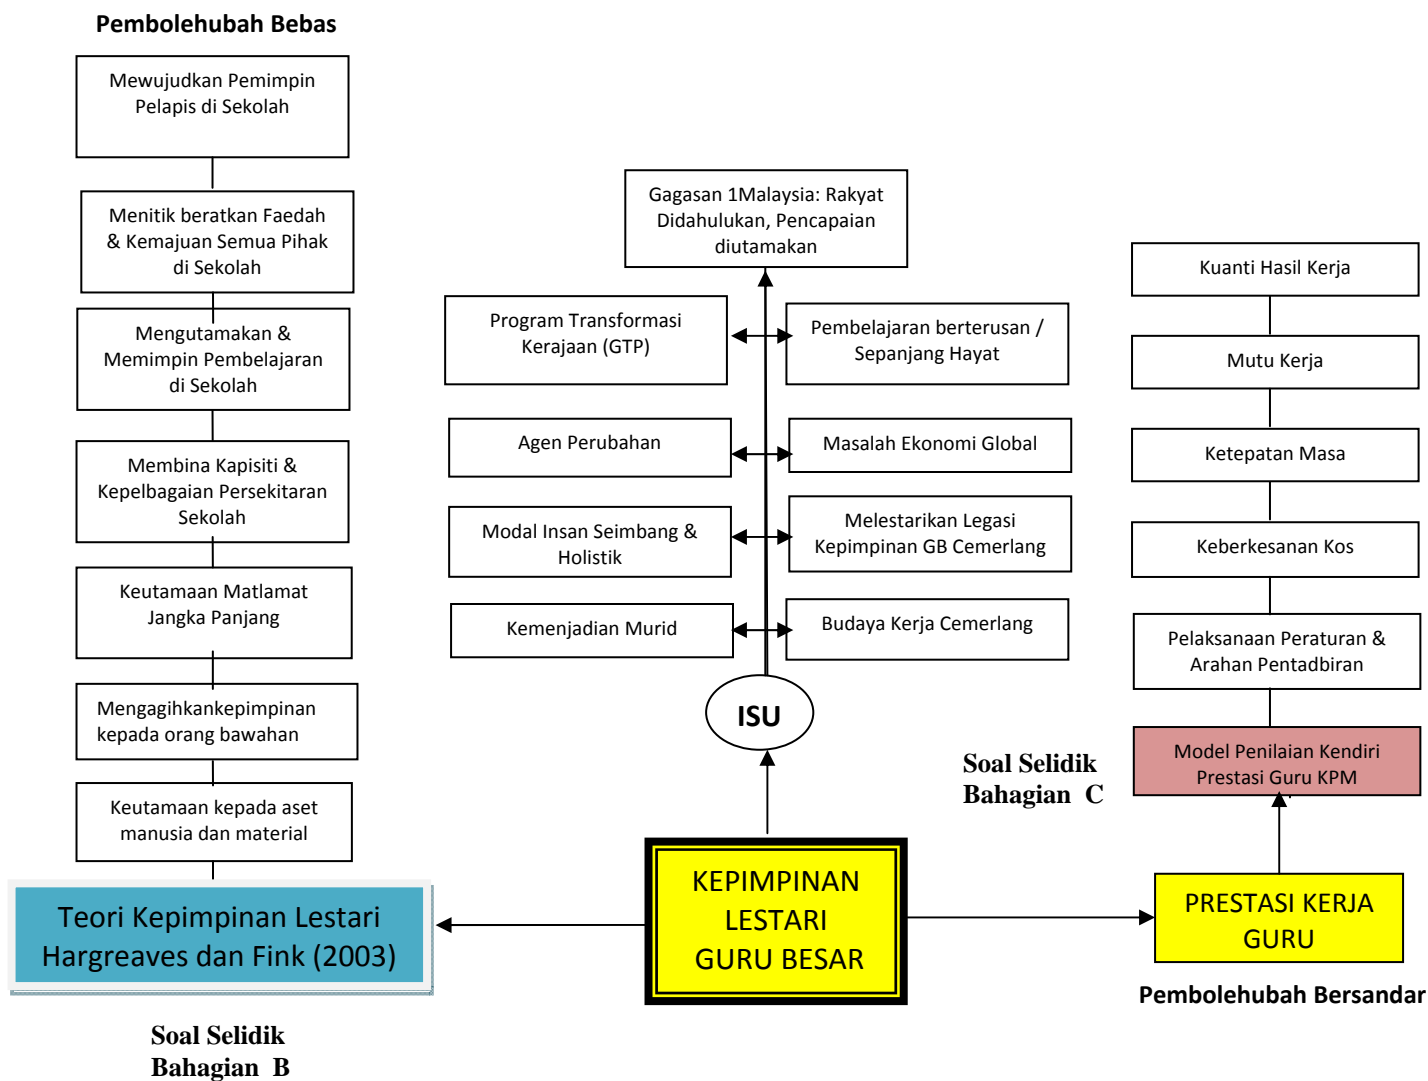 Pembolehubah Bebas
Mewujudkan Pemimpin
Pelapis di Sekolah
Menitik beratkan Faedah
& Kemajuan Semua Pihak
di Sekolah
Mengutamakan &
Memimpin Pembelajaran
di Sekolah
Membina Kapisiti &
Kepelbagaian Persekitaran
Sekolah
Keutamaan Matlamat
Jangka Panjang
Mengagihkankepimpinan
kepada orang bawahan
Keutamaan kepada aset
manusia dan material
Teori Kepimpinan Lestari
Hargreaves dan Fink (2003)
Soal Selidik
Bahagian B
Gagasan 1Malaysia: Rakyat
Didahulukan, Pencapaian
diutamakan
Program Transformasi
Kerajaan (GTP)
Pembelajaran berterusan /
Sepanjang Hayat
Agen Perubahan
Masalah Ekonomi Global
Modal Insan Seimbang &
Holistik
Melestarikan Legasi
Kepimpinan GB Cemerlang
Kemenjadian Murid
Budaya Kerja Cemerlang
ISU
KEPIMPINAN
LESTARI
GURU BESAR
Kuanti Hasil Kerja
Mutu Kerja
Ketepatan Masa
Keberkesanan Kos
Pelaksanaan Peraturan &
Arahan Pentadbiran
Model Penilaian Kendiri
Prestasi Guru KPM
Soal Selidik
Bahagian C
PRESTASI KERJA
GURU
Pembolehubah Bersandar